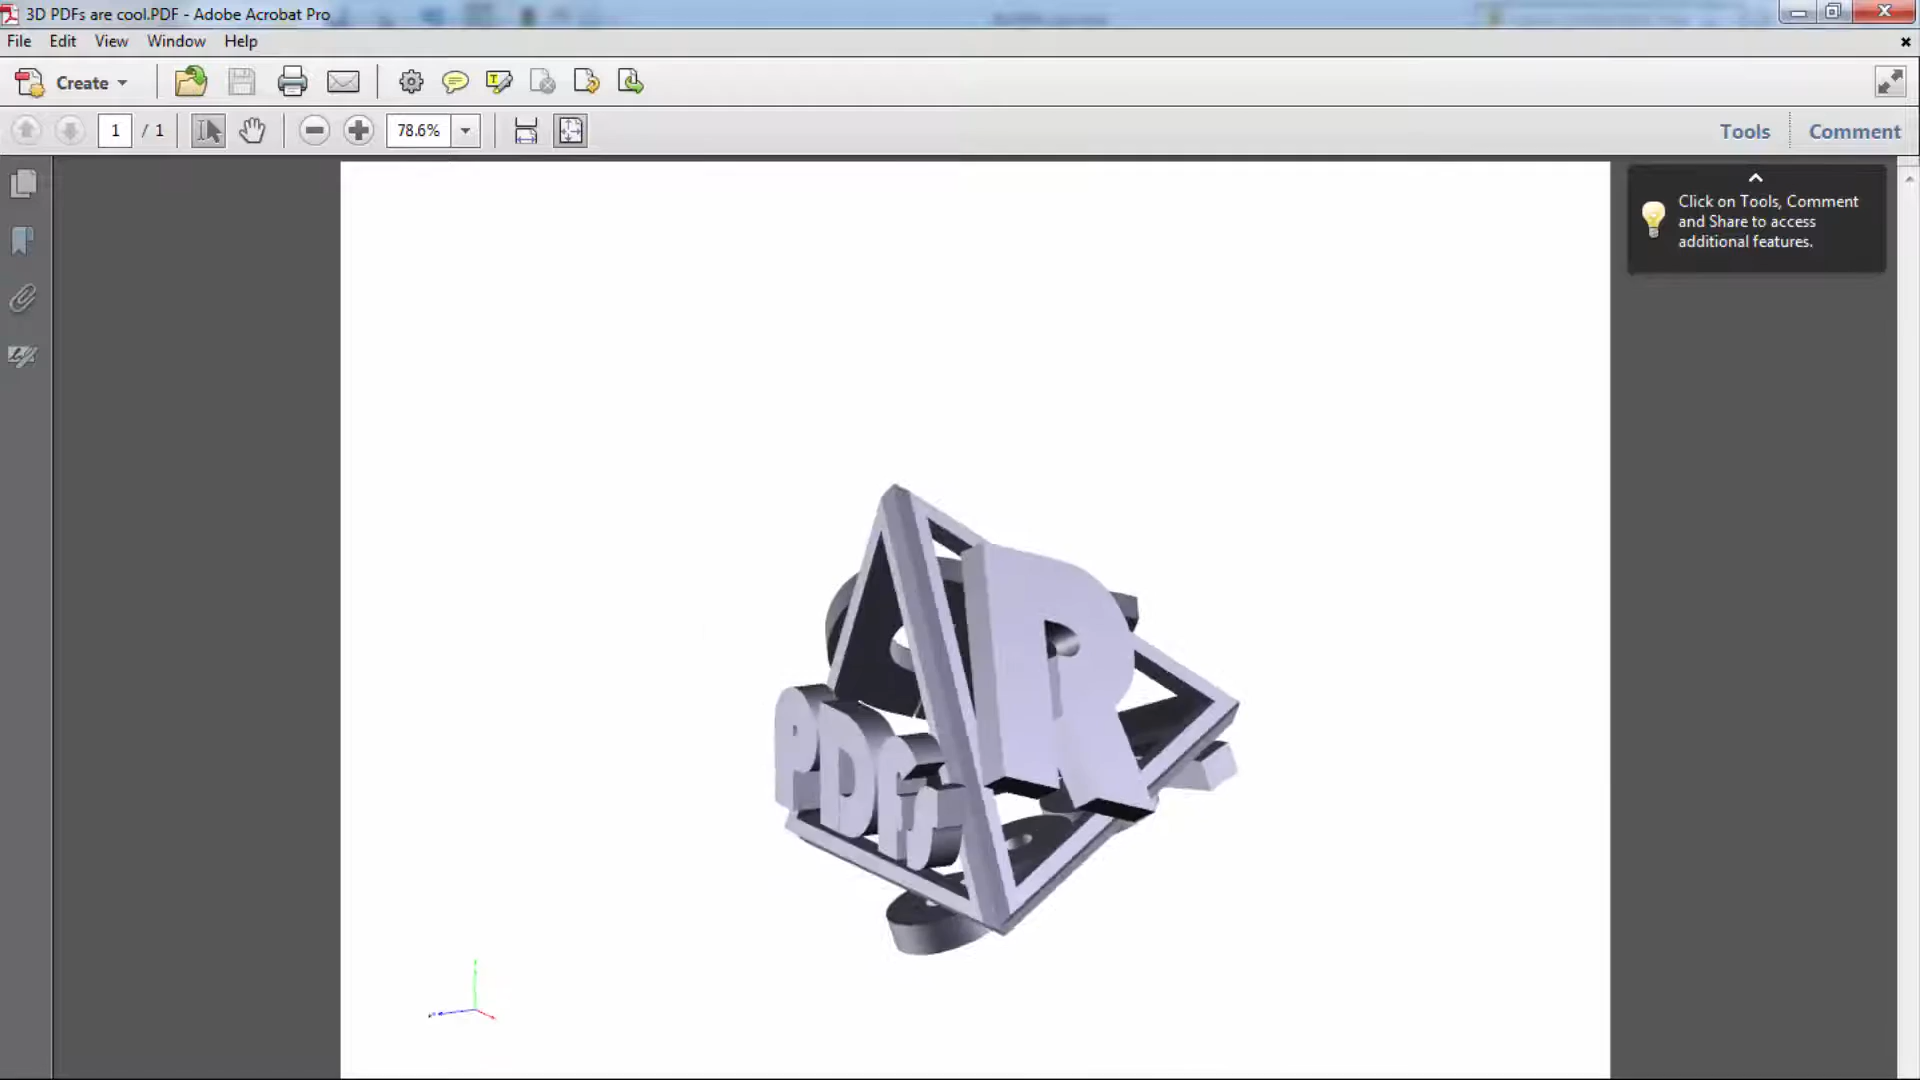 3D PDFs are cool.PDF - Adobe Acrobat Pro
File Edit View Window Help
Create
1 / 1 78.6% Tools Comment
Click on Tools, Comment
and Share to access
additional features.
R
PDFs